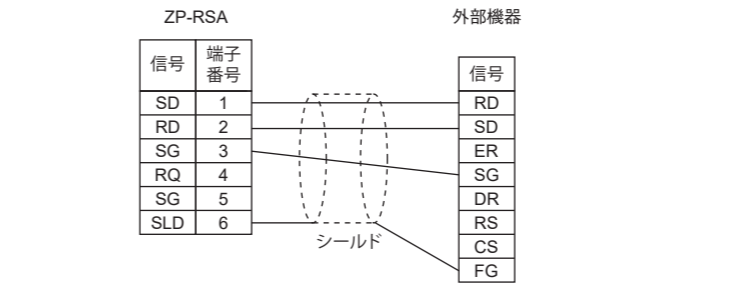 ZP-RSA
外部機器
信号 端子番号
SD 1
RD 2
SG 3
RQ 4
SG 5
SLD 6
シールド
信号
RD
SD
ER
SG
DR
RS
CS
FG